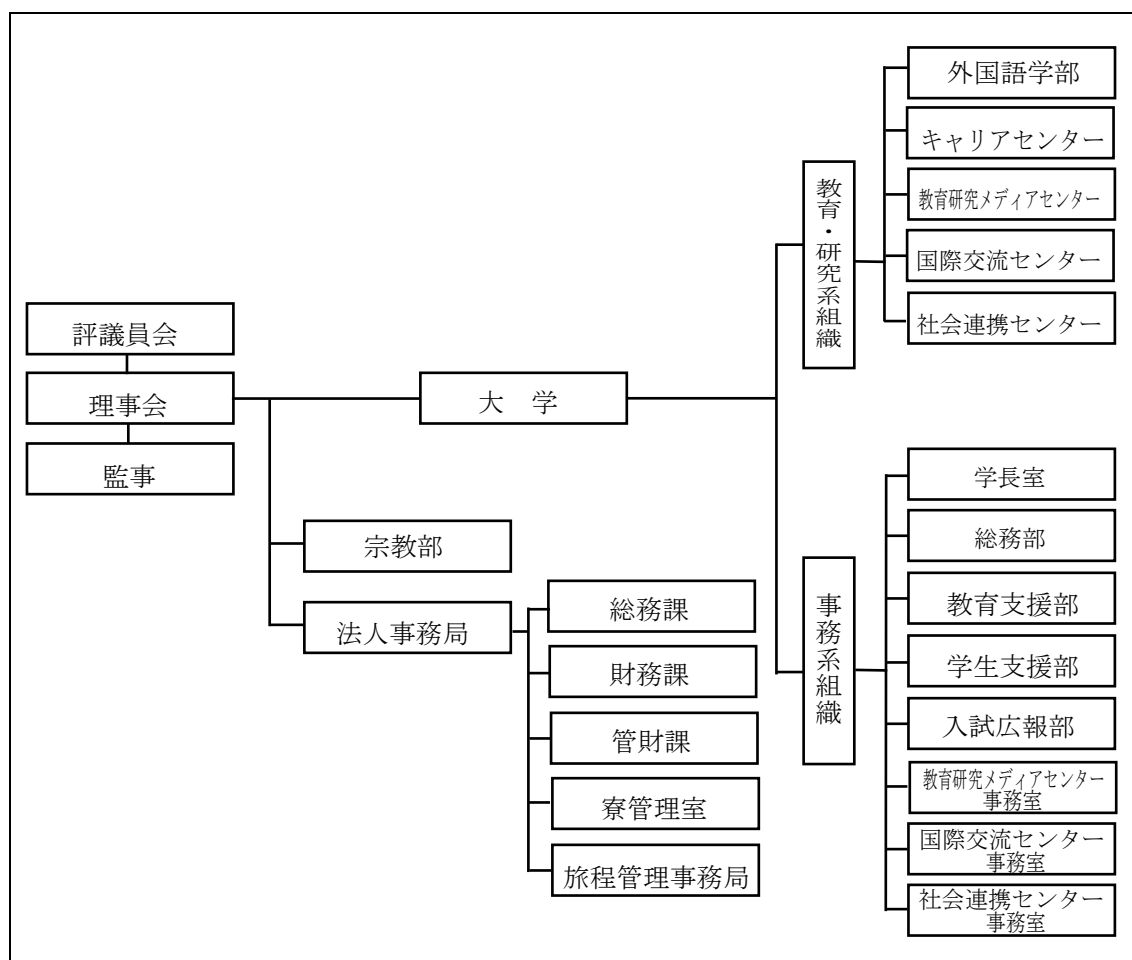 評議員会
理事会
監事
大　学
宗教部
法人事務局
総務課
財務課
管財課
寮管理室
旅程管理事務局
教育・研究系組織
外国語学部
キャリアセンター
教育研究メディアセンター
国際交流センター
社会連携センター
事務系組織
学長室
総務部
教育支援部
学生支援部
入試広報部
教育研究メディアセンター
事務室
国際交流センター
事務室
社会連携センター
事務室